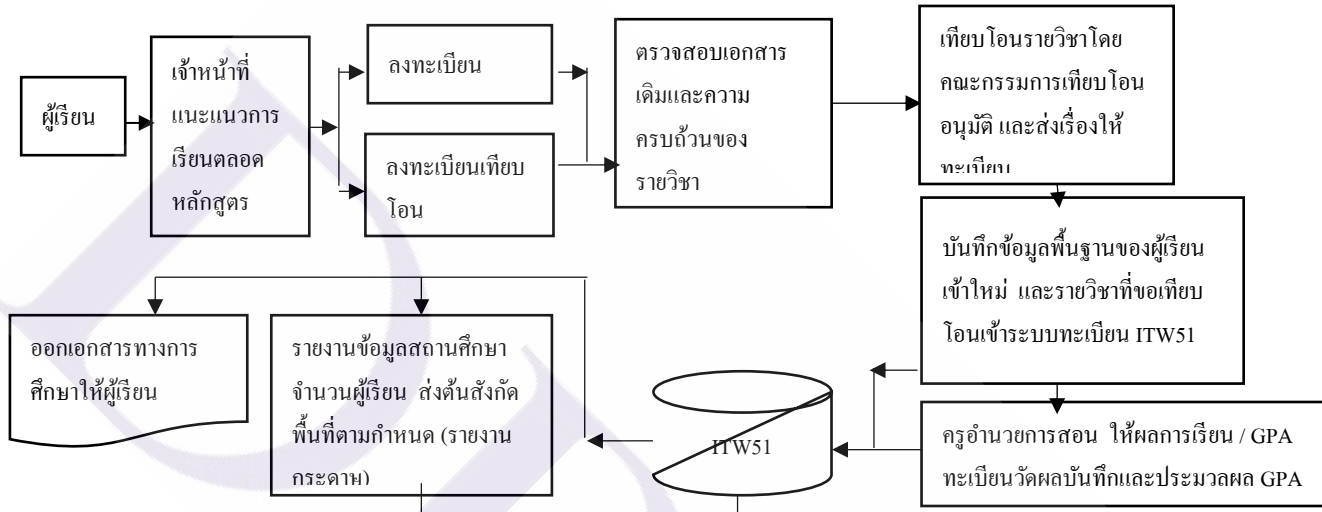 ผู้เรียน
เจ้าหน้าที่
แนะแนวการ
เรียนตลอด
หลักสูตร
ลงทะเบียน
ลงทะเบียนเทียบ
โอน
ตรวจสอบเอกสาร
เดิมและความ
ครบถ้วนของ
รายวิชา
เทียบโอนรายวิชาโดย
คณะกรรมการเทียบโอน
อนุมัติ และส่งเรื่องให้
ทะเบียน
บันทึกข้อมูลพื้นฐานของผู้เรียน
เข้าใหม่ และรายวิชาที่ขอเทียบ
โอนเข้าระบบทะเบียน ITW51
ครูอำนวยการสอน ให้ผลการเรียน / GPA
ทะเบียนวัดผลบันทึกและประมวลผล GPA
ITW51
รายงานข้อมูลสถานศึกษา
จำนวนผู้เรียน ส่งต้นสังกัด
พื้นที่ตามกำหนด (รายงาน
กระดาษ)
ออกเอกสารทางการ
ศึกษาให้ผู้เรียน